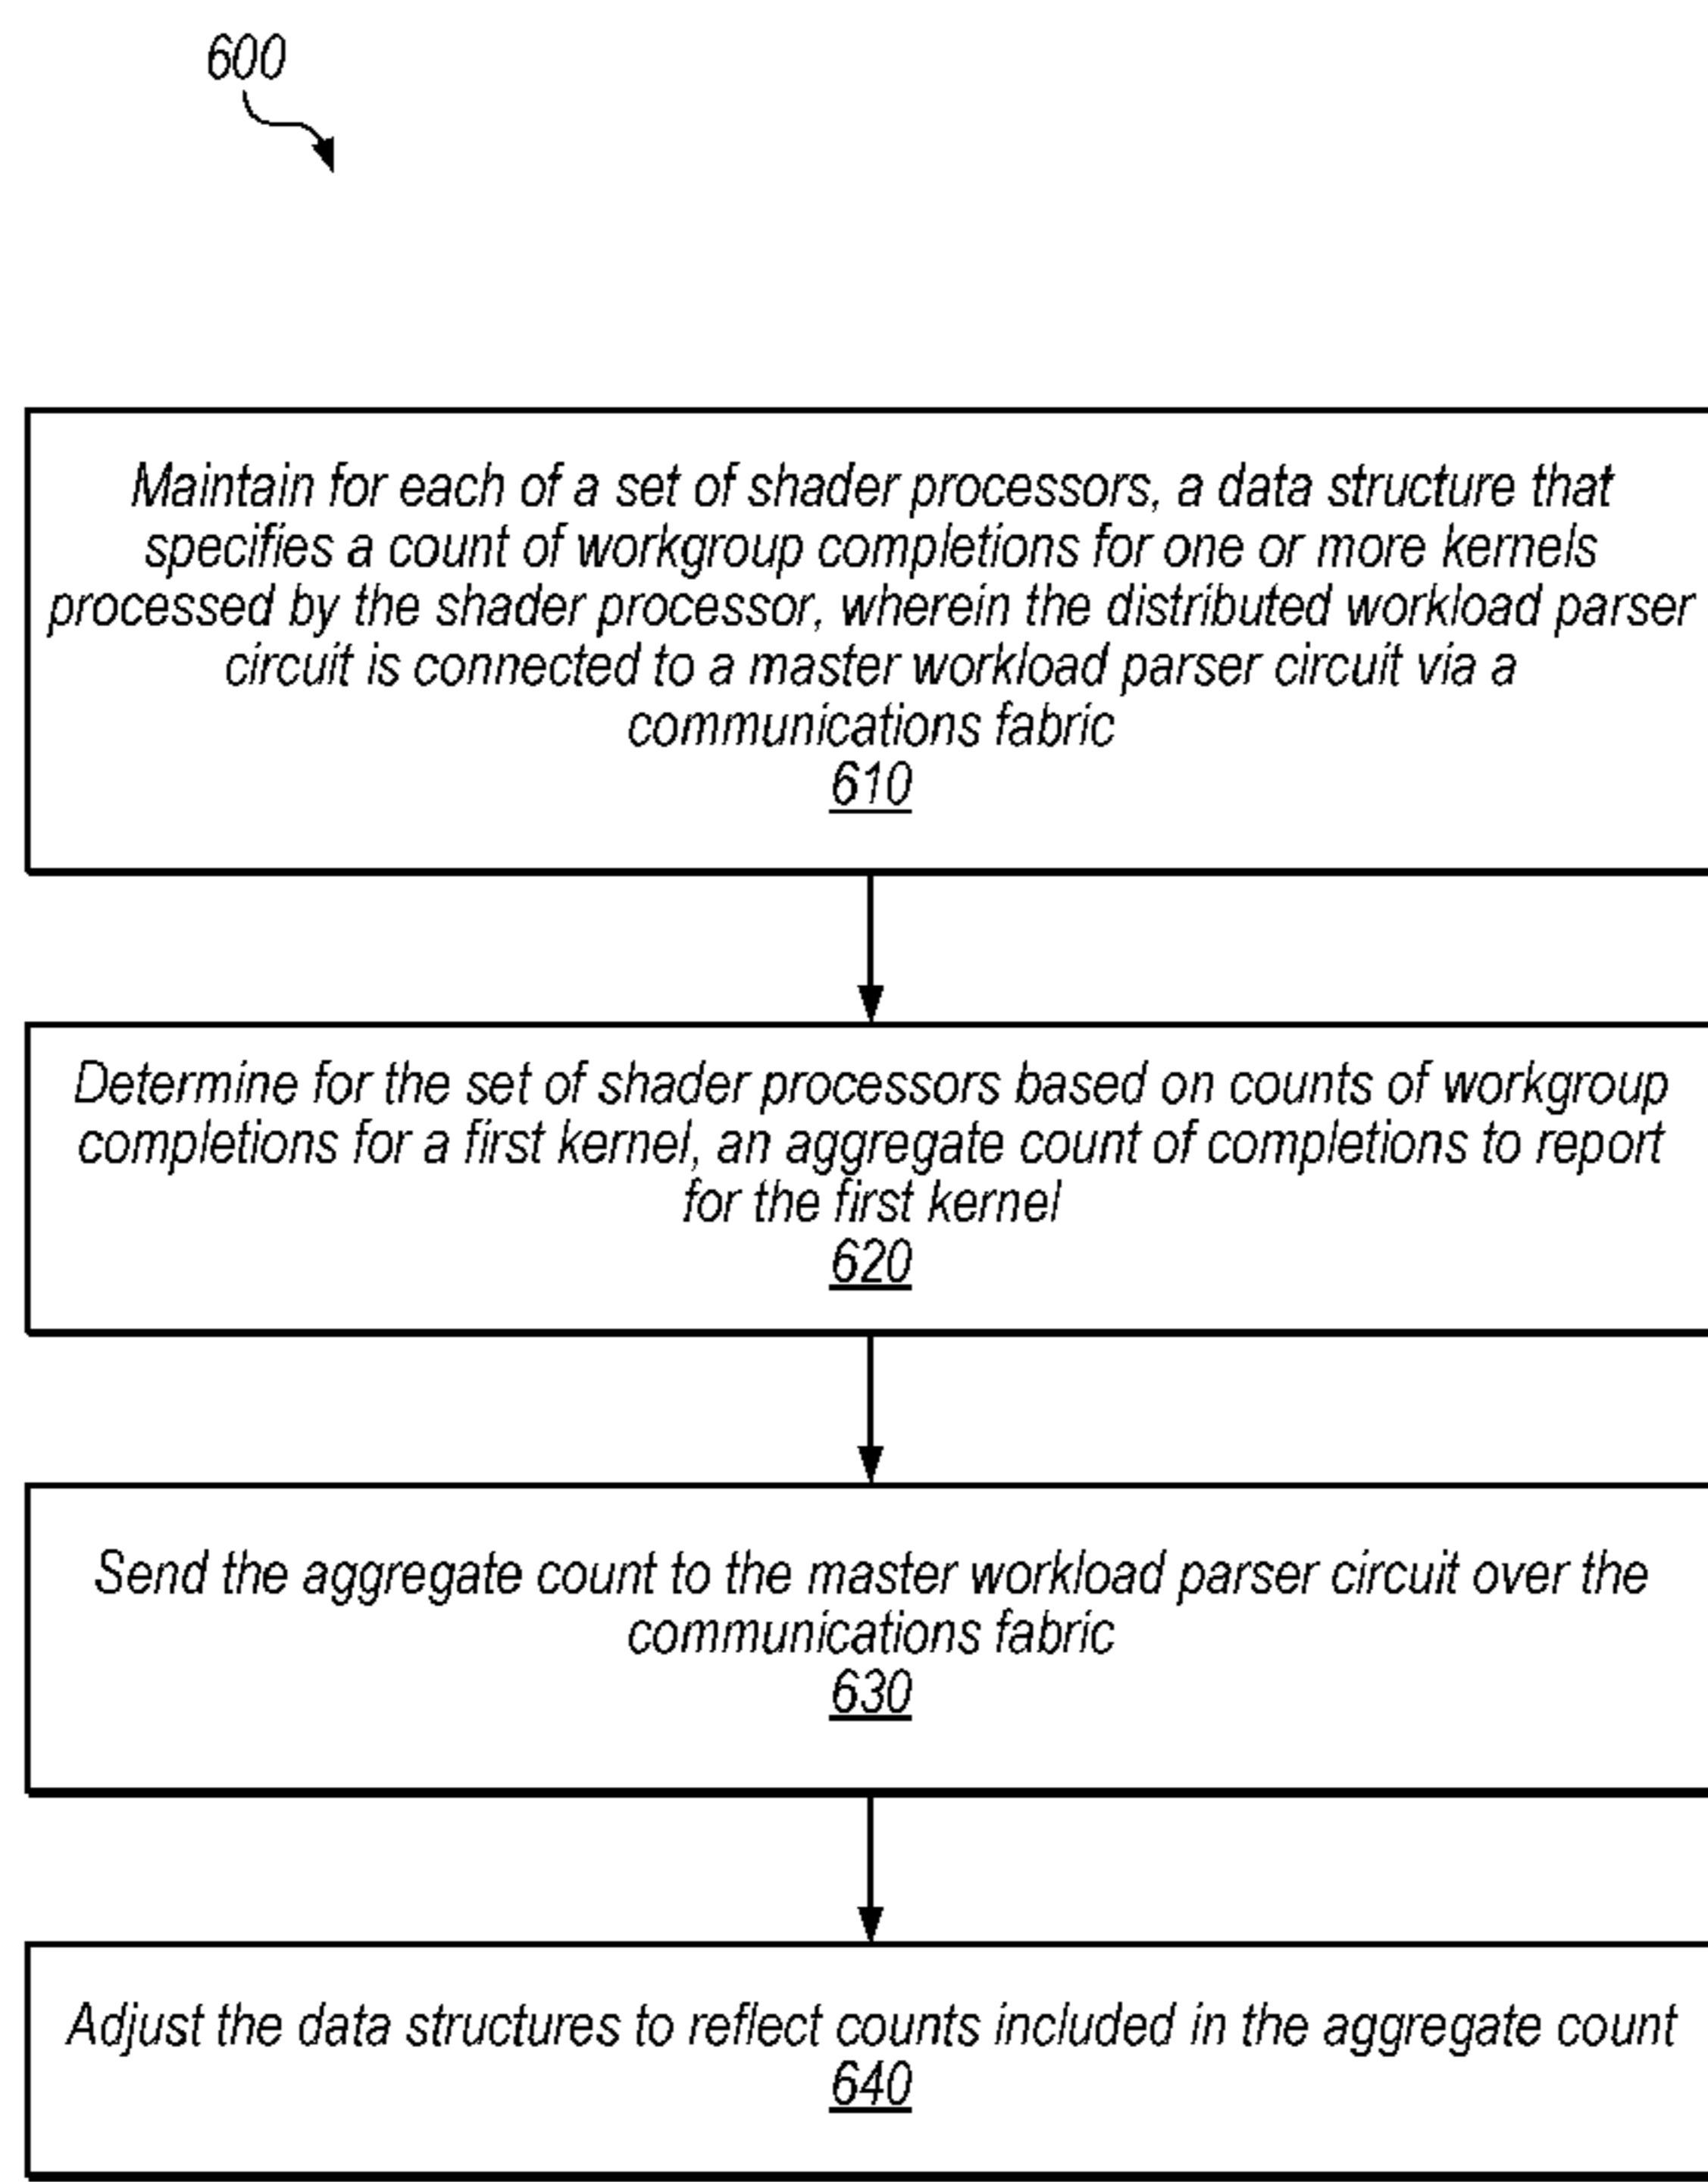 600
Maintain for each of a set of shader processors, a data structure that
specifies a count of workgroup completions for one or more kernels
processed by the shader processor, wherein the distributed workload parser
circuit is connected to a master workload parser circuit via a
communications fabric
610
Determine for the set of shader processors based on counts of workgroup
completions for a first kernel, an aggregate count of completions to report
for the first kernel
620
Send the aggregate count to the master workload parser circuit over the
communications fabric
630
Adjust the data structures to reflect counts included in the aggregate count
640